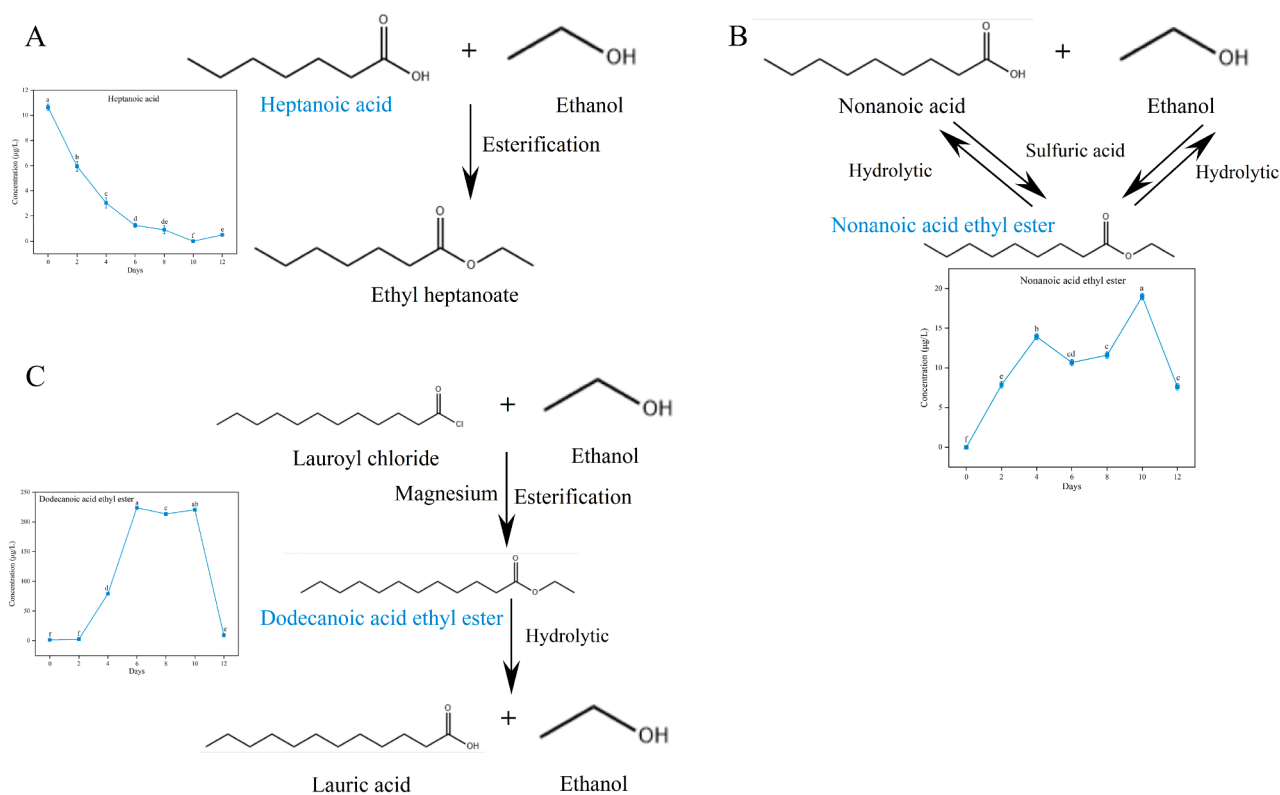 A
O
OH
+
OH
Heptanoic acid
Ethanol
Esterification
O
O
Ethyl heptanoate
Heptanoic acid
Concentration (μg/L)
12
10
8
6
4
2
0
a
b
c
d
de
f
e
0 2 4 6 8 10 12
Days
B
O
OH
+
OH
Nonanoic acid
Ethanol
Hydrolytic
Sulfuric acid
Hydrolytic
Nonanoic acid ethyl ester
O
O
Nonanoic acid ethyl ester
Concentration (μg/L)
20
15
10
5
0
f
e
b
cd
c
a
c
0 2 4 6 8 10 12
Days
C
O
Cl
+
OH
Lauroyl chloride
Ethanol
Magnesium
Esterification
O
O
Dodecanoic acid ethyl ester
Hydrolytic
O
OH
+
OH
Lauric acid
Ethanol
Dodecanoic acid ethyl ester
Concentration (μg/L)
250
200
150
100
50
0
f
f
d
a
c
ab
e
0 2 4 6 8 10 12
Days